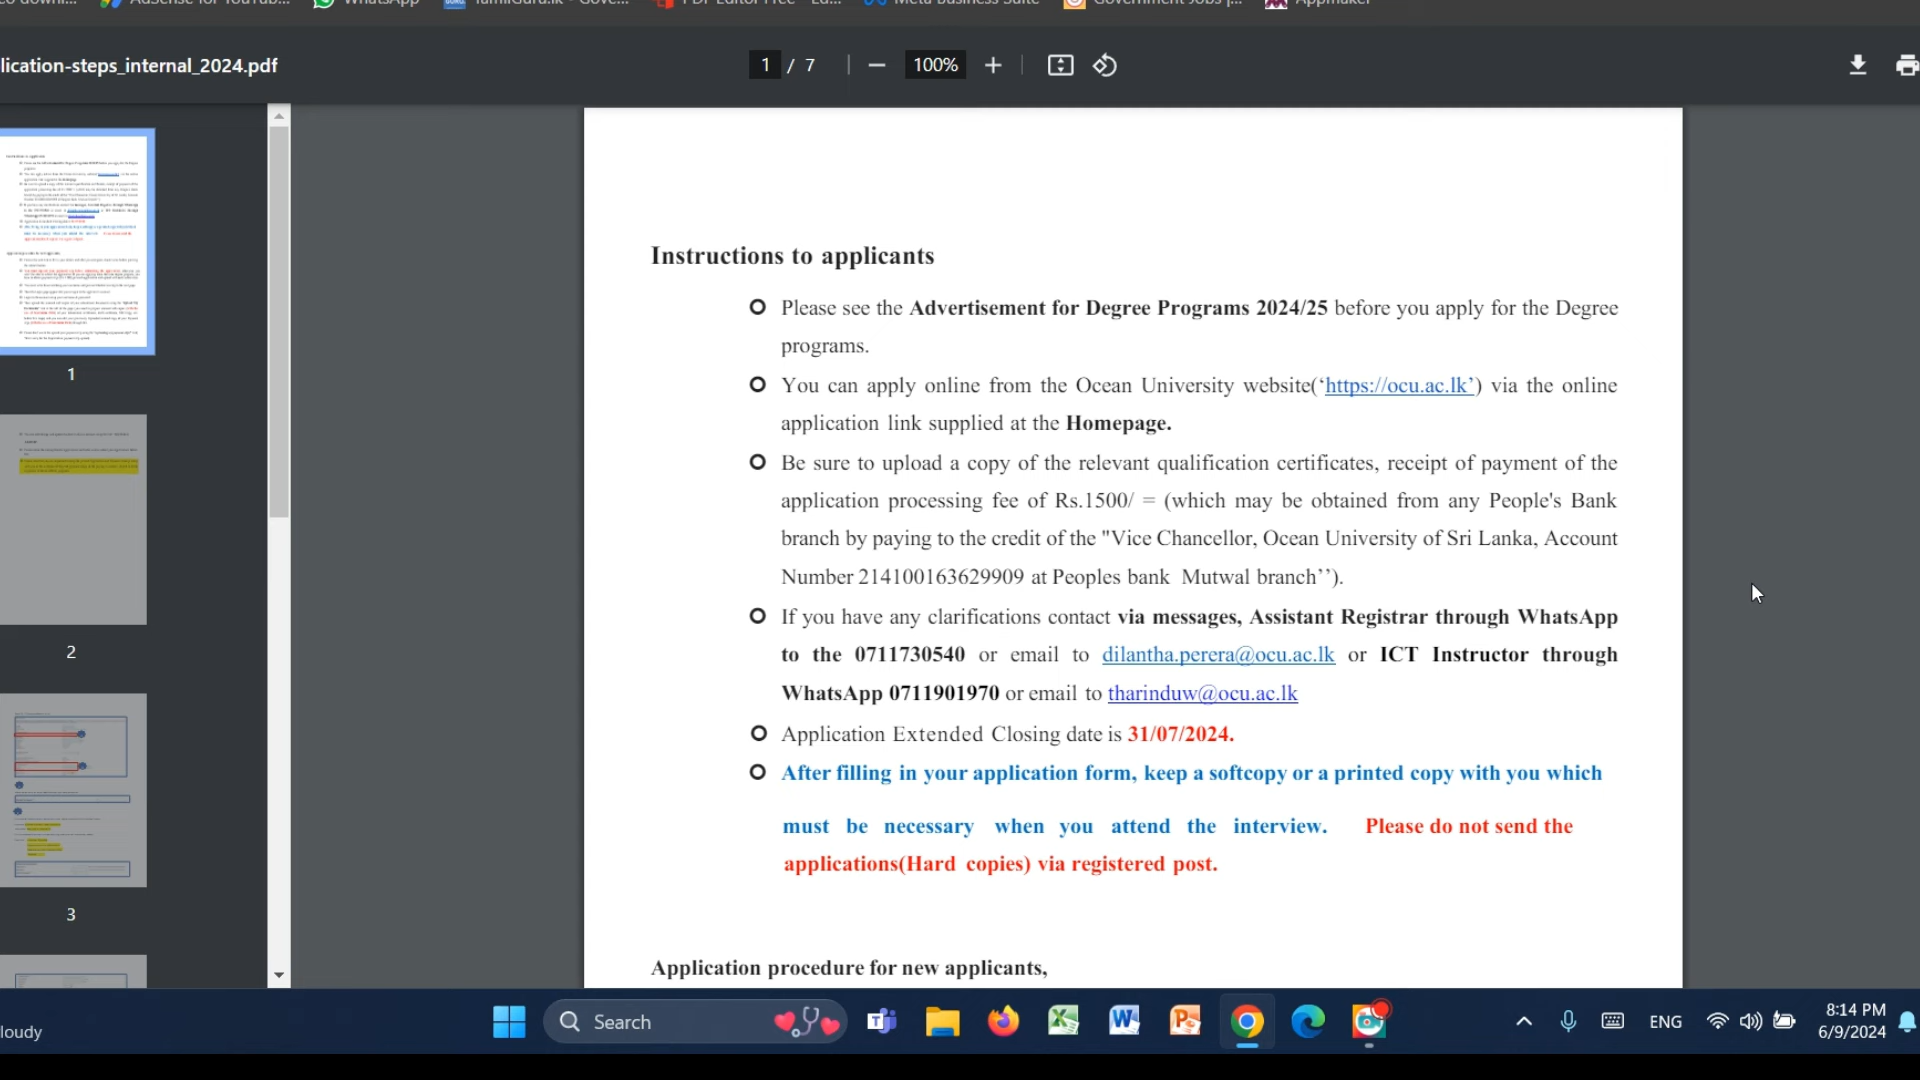 WhatsApp
lication-steps_internal_2024.pdf
1 / 7
100%
Instructions to applicants
Please see the Advertisement for Degree Programs 2024/25 before you apply for the Degree
programs.
You can apply online from the Ocean University website(‘https://ocu.ac.lk’) via the online
application link supplied at the Homepage.
Be sure to upload a copy of the relevant qualification certificates, receipt of payment of the
application processing fee of Rs.1500/ = (which may be obtained from any People's Bank
branch by paying to the credit of the "Vice Chancellor, Ocean University of Sri Lanka, Account
Number 214100163629909 at Peoples bank Mutwal branch’’).
If you have any clarifications contact via messages, Assistant Registrar through WhatsApp
to the 0711730540 or email to dilantha.perera@ocu.ac.lk or ICT Instructor through
WhatsApp 0711901970 or email to tharinduw@ocu.ac.lk
Application Extended Closing date is 31/07/2024.
After filling in your application form, keep a softcopy or a printed copy with you which
must be necessary when you attend the interview. Please do not send the
applications(Hard copies) via registered post.
Application procedure for new applicants,
1
2
3
loudy
Search
ENG
8:14 PM
6/9/2024